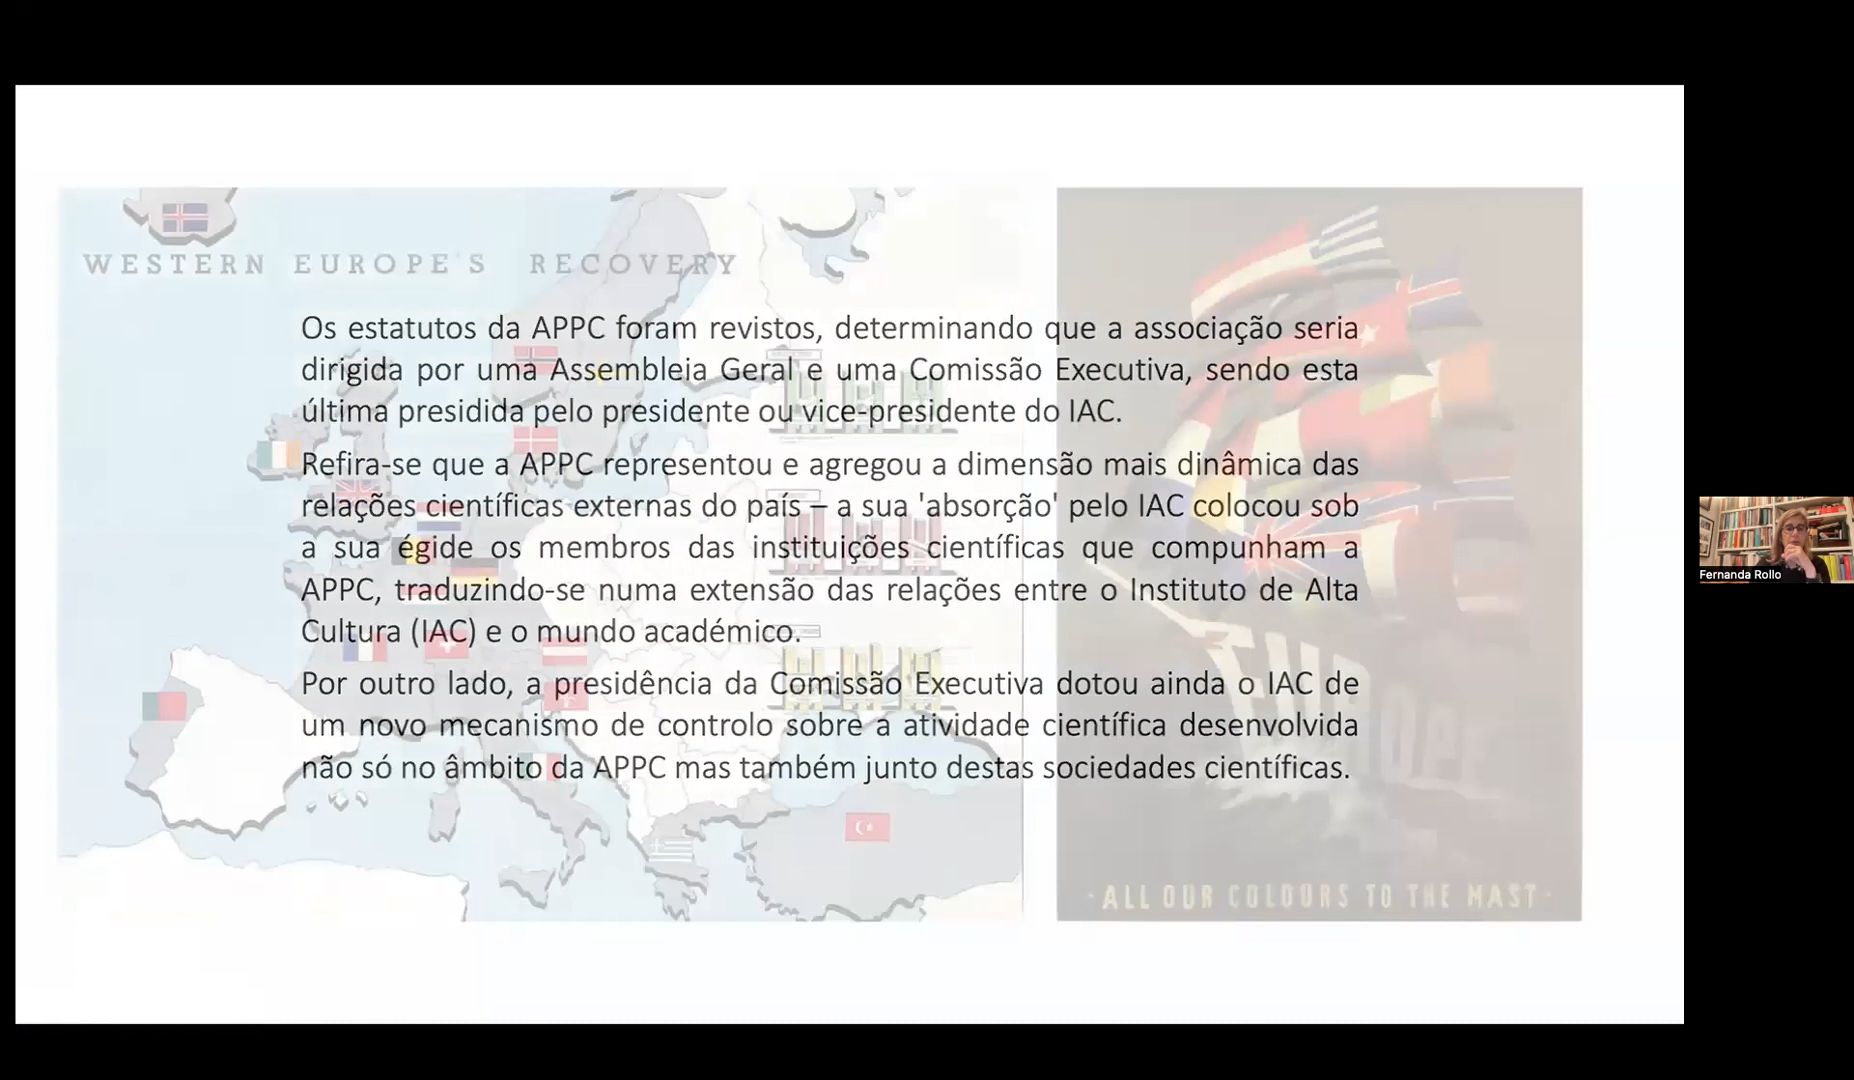 WESTERN EUROPE'S RECOVERY
Os estatutos da APPC foram revistos, determinando que a associação seria
dirigida por uma Assembleia Geral e uma Comissão Executiva, sendo esta
última presidida pelo presidente ou vice-presidente do IAC.
Refira-se que a APPC representou e agregou a dimensão mais dinâmica das
relações científicas externas do país – a sua 'absorção' pelo IAC colocou sob
a sua égide os membros das instituições científicas que compunham a
APPC, traduzindo-se numa extensão das relações entre o Instituto de Alta
Cultura (IAC) e o mundo académico.
Por outro lado, a presidência da Comissão Executiva dotou ainda o IAC de
um novo mecanismo de controlo sobre a atividade científica desenvolvida
não só no âmbito da APPC mas também junto destas sociedades científicas.
EUROPE
· ALL OUR COLOURS TO THE MAST ·
Fernanda Rollo